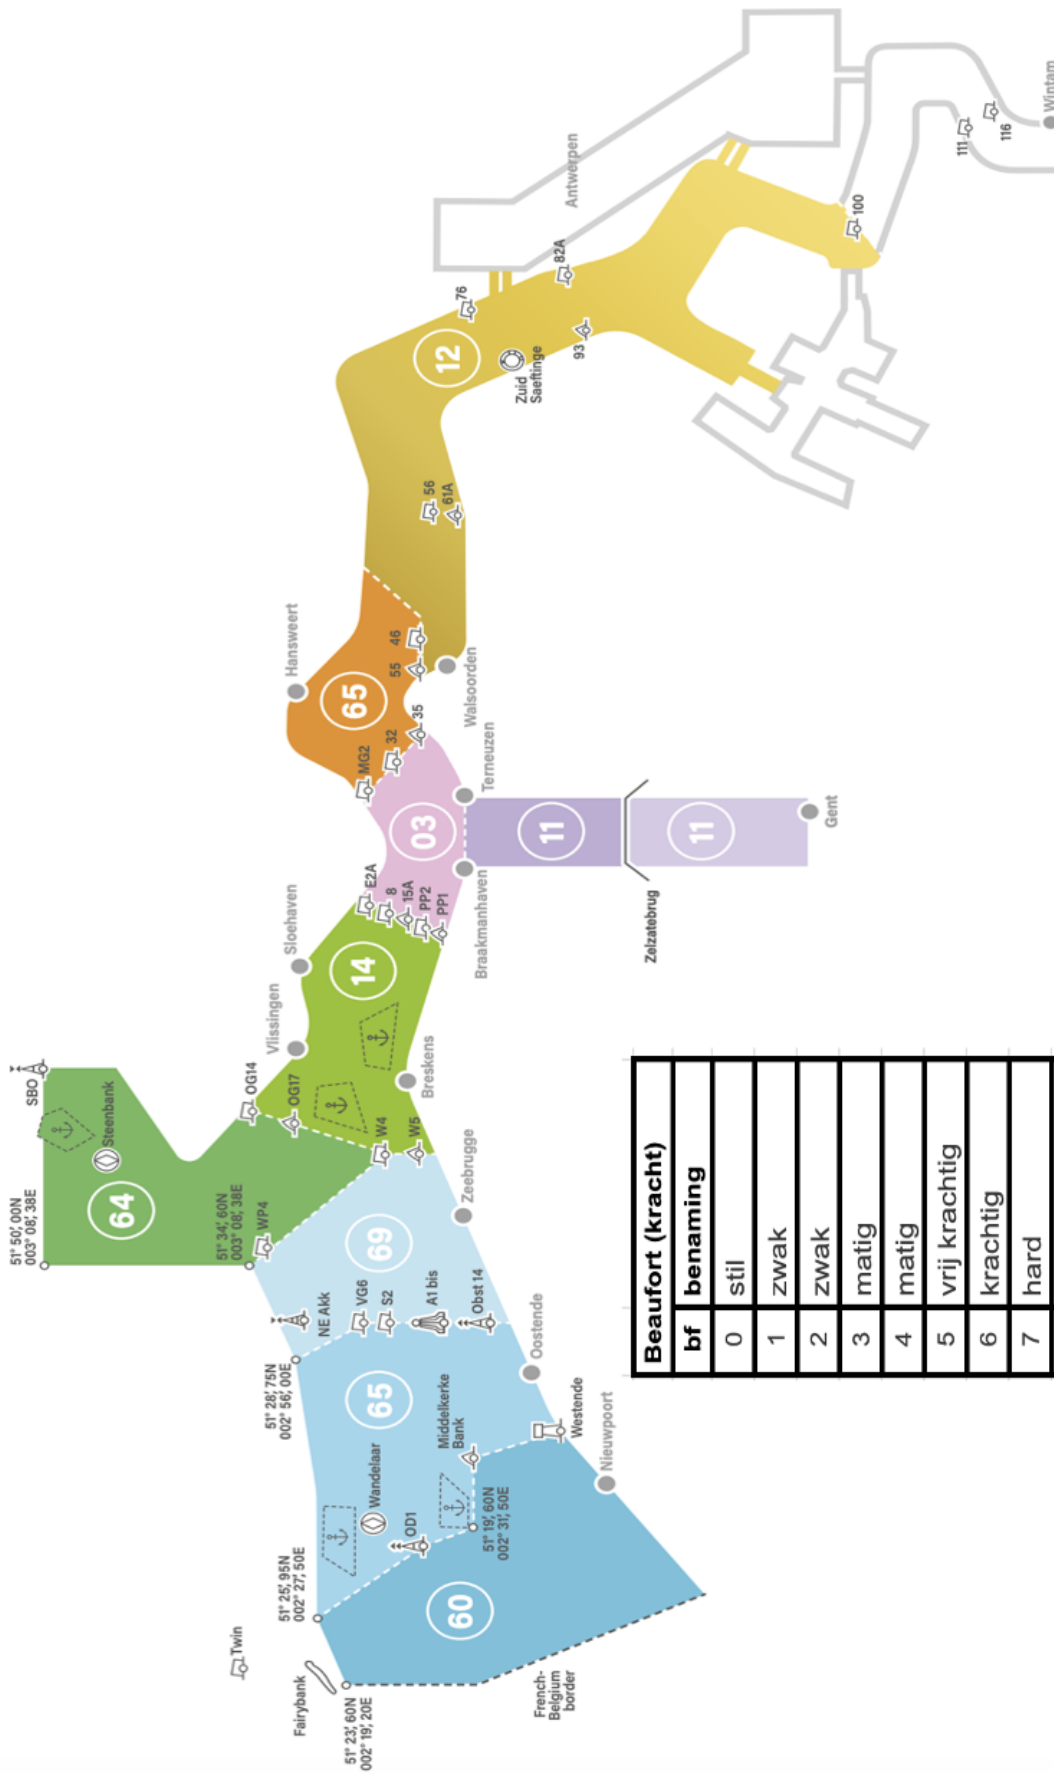 51° 50', 00N
003° 08', 38E
SBO
Steenbank
64
51° 34', 60N
003° 08', 38E
WP4
OG14
OG17
Vlissingen
Sloehaven
14
Breskens
W4
W5
Zeebrugge
69
NE Akk
VG6
S2
A1 bis
Obst 14
51° 28', 75N
002° 56', 00E
65
Oostende
Middelkerke
Bank
Westende
Nieuwpoort
Wandelaar
OD1
51° 19', 60N
002° 31', 50E
51° 25', 95N
002° 27', 50E
60
Twin
Fairybank
51° 23', 60N
002° 19', 20E
French-
Belgium
border
E2A
8
15A
PP2
PP1
Braakmanhaven
03
Terneuzen
11
Zelzatebrug
11
Gent
MG2
32
35
65
Hansweert
55
46
Walsoorden
56
61A
12
76
Zuid
Saeftinge
82A
93
Antwerpen
100
111
116
Wintam
Beaufort (kracht)
bf benaming
0 stil
1 zwak
2 zwak
3 matig
4 matig
5 vrij krachtig
6 krachtig
7 hard